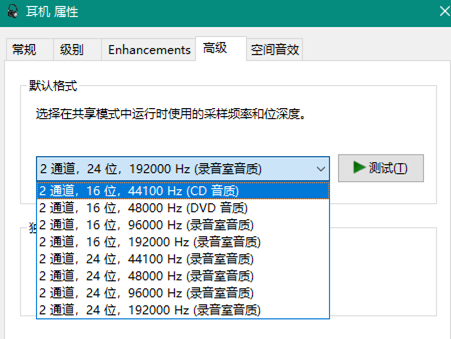 耳机 属性
常规 级别 Enhancements 高级 空间音效
默认格式
选择在共享模式中运行时使用的采样频率和位深度。
2 通道，24 位，192000 Hz (录音室音质)
测试(T)
2 通道，16 位，44100 Hz (CD 音质)
2 通道，16 位，48000 Hz (DVD 音质)
2 通道，16 位，96000 Hz (录音室音质)
2 通道，16 位，192000 Hz (录音室音质)
2 通道，24 位，44100 Hz (录音室音质)
2 通道，24 位，48000 Hz (录音室音质)
2 通道，24 位，96000 Hz (录音室音质)
2 通道，24 位，192000 Hz (录音室音质)